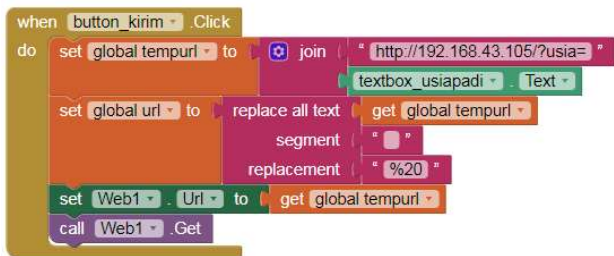 when button_kirim .Click
do set global tempurl to join " http://192.168.43.105/?usia= "
textbox_usiapadi . Text
set global url to replace all text get global tempurl
segment " "
replacement " %20 "
set Web1 . Url to get global tempurl
call Web1 .Get